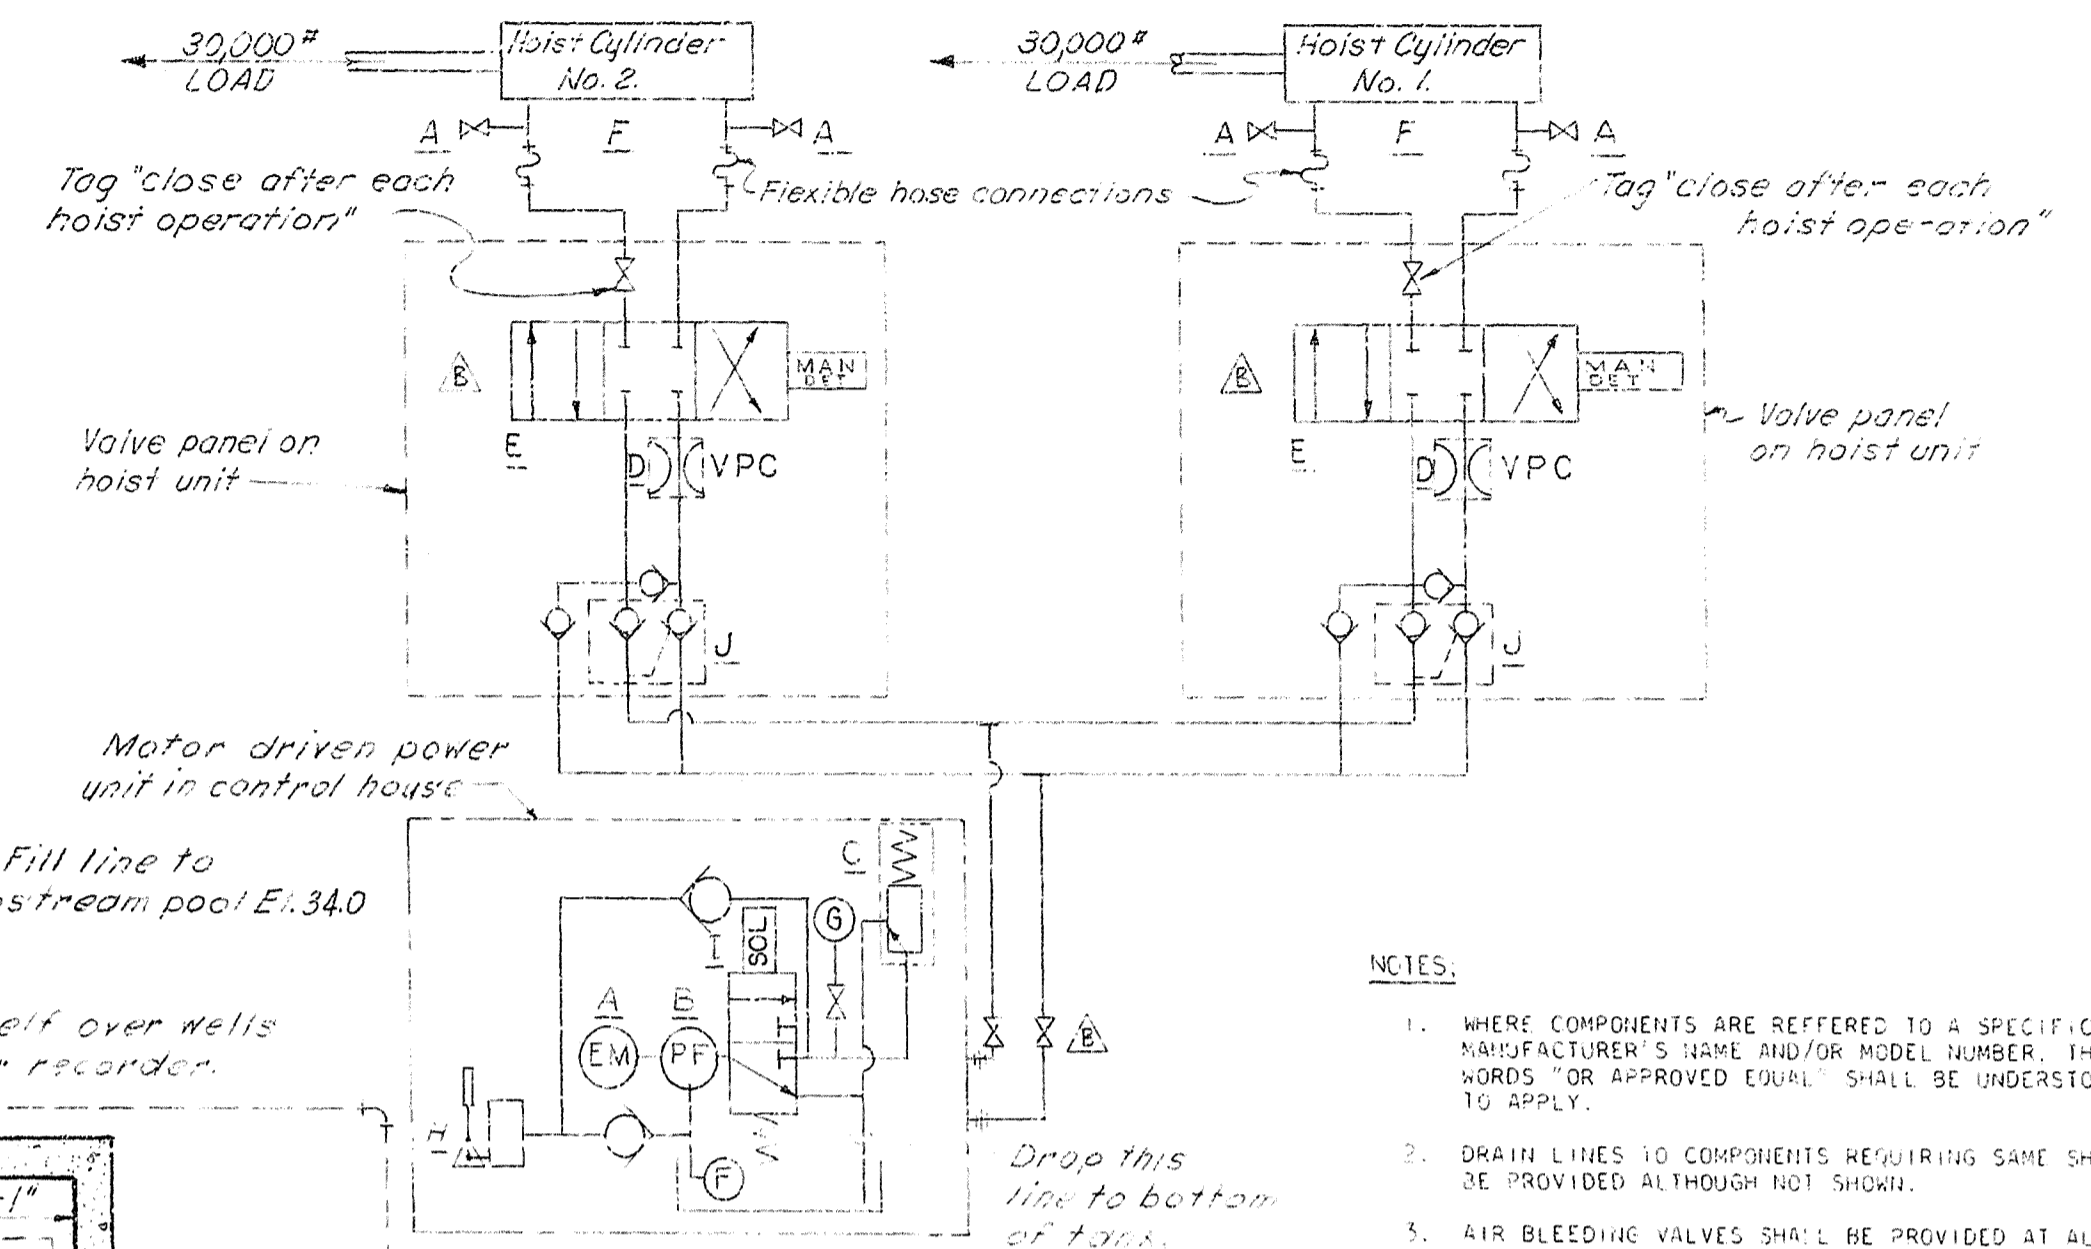 30,000#
LOAD
Hoist Cylinder
No. 2.
30,000#
LOAD
Hoist Cylinder
No. 1.
A
F
A
A
F
A
Tag "close after each
hoist operation"
Flexible hose connections
Tag "close after each
hoist operation"
B
MAN
DET
B
MAN
DET
E
E
Valve panel on
hoist unit
D
VPC
D
VPC
Valve panel
on hoist unit
J
J
Motor driven power
unit in control house
Fill line to
pool El. 34.0
C
G
I
SOL
A
B
EM
PF
B
over wells
recorder.
H
F
Drop this
line to bottom
of tank.
NOTES:
1. WHERE COMPONENTS ARE REFFERED TO A SPECIFIC
MANUFACTURER'S NAME AND/OR MODEL NUMBER. TH
WORDS "OR APPROVED EQUAL" SHALL BE UNDERSTO
TO APPLY.
2. DRAIN LINES TO COMPONENTS REQUIRING SAME SH
BE PROVIDED ALTHOUGH NOT SHOWN.
3. AIR BLEEDING VALVES SHALL BE PROVIDED AT AL